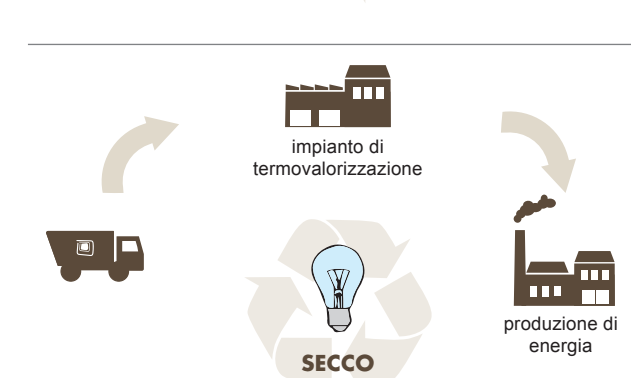 impianto di
termovalorizzazione
produzione di
energia
SECCO